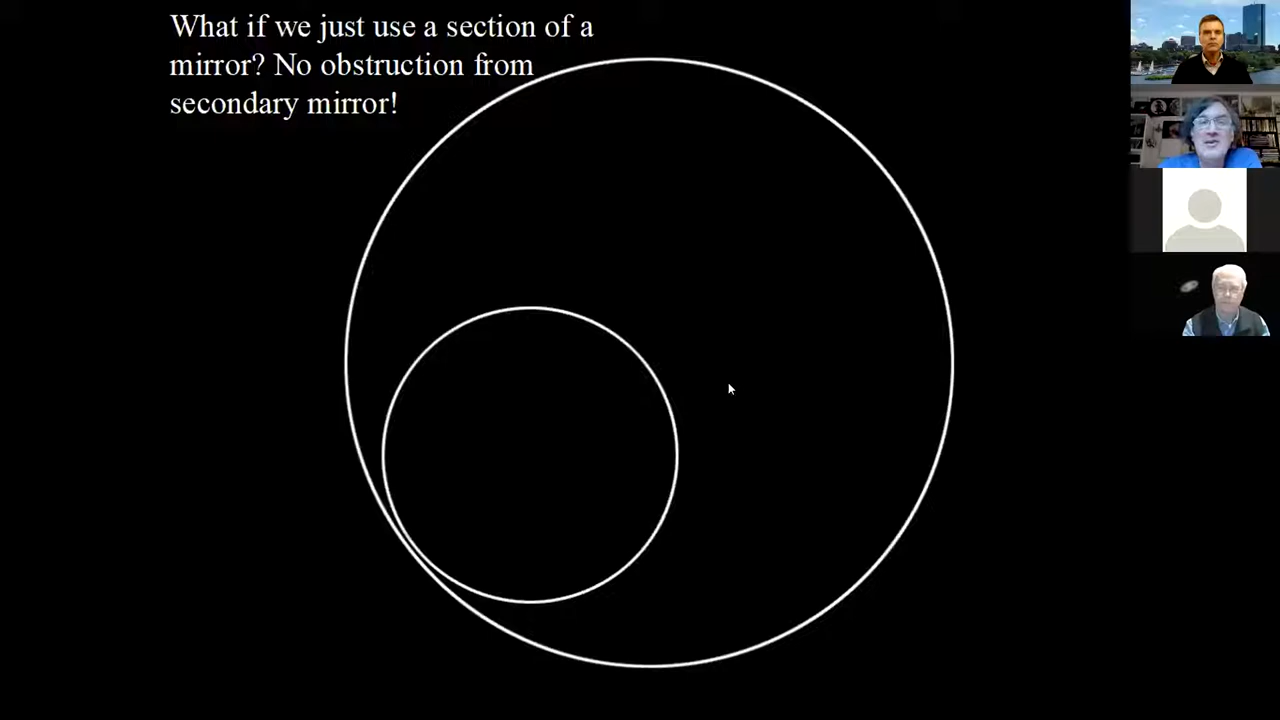 What if we just use a section of a
mirror? No obstruction from
secondary mirror!